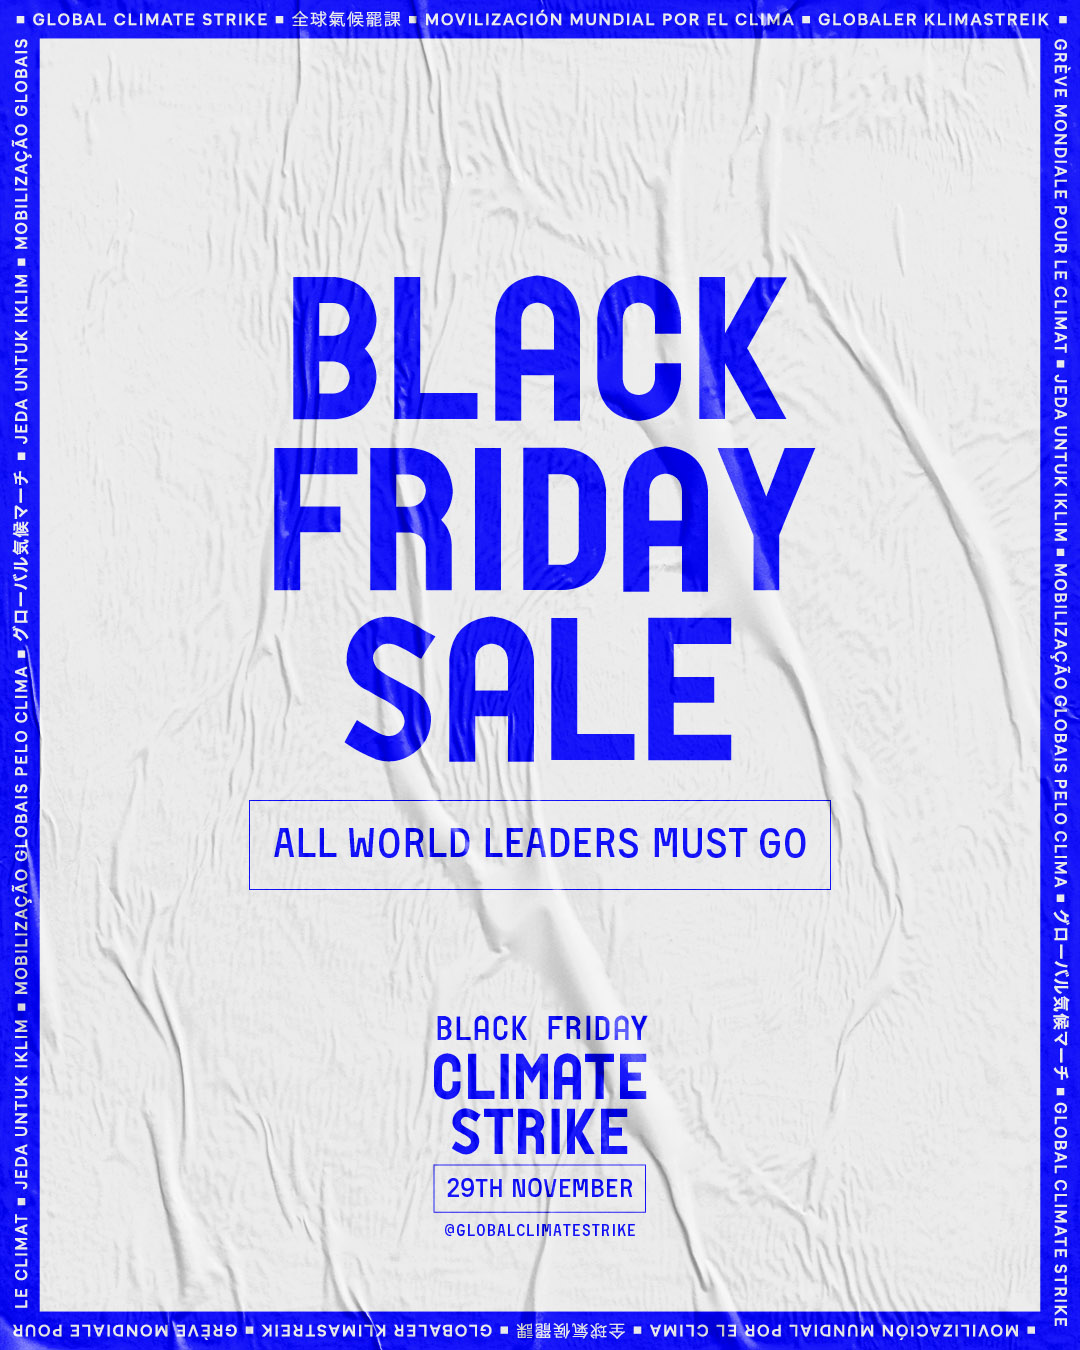 ■ GLOBAL CLIMATE STRIKE ■ 全球氣候罷課 ■ MOVILIZACIÓN MUNDIAL POR EL CLIMA ■ GLOBALER KLIMASTREIK ■
GRÈVE MONDIALE POUR LE CLIMAT ■ JEDA UNTUK IKLIM ■ MOBILIZAÇÃO GLOBAIS PELO CLIMA ■ グローバル気候マーチ ■ GLOBAL CLIMATE STRIKE
BLACK
FRIDAY
SALE
ALL WORLD LEADERS MUST GO
BLACK FRIDAY
CLIMATE
STRIKE
29TH NOVEMBER
@GLOBALCLIMATESTRIKE
■ MOVILIZACIÓN MUNDIAL POR EL CLIMA ■ 全球氣候罷課 ■ GLOBALER KLIMASTREIK ■ GRÈVE MONDIALE POUR
LE CLIMAT ■ JEDA UNTUK IKLIM ■ MOBILIZAÇÃO GLOBAIS PELO CLIMA ■ グローバル気候マーチ ■ JEDA UNTUK IKLIM ■ MOBILIZAÇÃO GLOBAIS